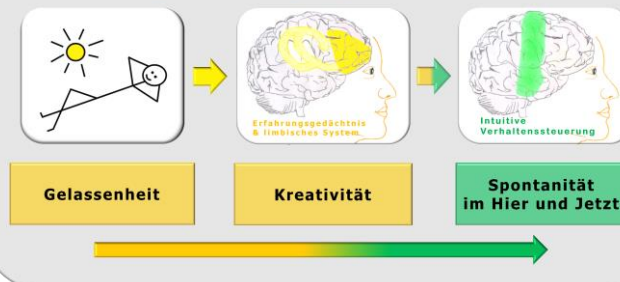 Erfahrungsgedächtnis
& limbisches System
Intuitive
Verhaltenssteuerung
Gelassenheit
Kreativität
Spontanität
im Hier und Jetzt